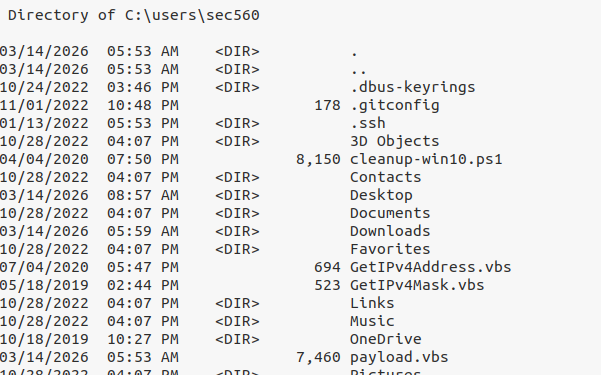 Directory of C:\users\sec560
03/14/2026  05:53 AM    <DIR>          .
03/14/2026  05:53 AM    <DIR>          ..
10/24/2022  03:46 PM    <DIR>          .dbus-keyrings
11/01/2022  10:48 PM               178 .gitconfig
01/13/2022  05:53 PM    <DIR>          .ssh
10/28/2022  04:07 PM    <DIR>          3D Objects
04/04/2020  07:50 PM             8,150 cleanup-win10.ps1
10/28/2022  04:07 PM    <DIR>          Contacts
03/14/2026  08:57 AM    <DIR>          Desktop
10/28/2022  04:07 PM    <DIR>          Documents
03/14/2026  05:59 AM    <DIR>          Downloads
10/28/2022  04:07 PM    <DIR>          Favorites
07/04/2020  05:47 PM               694 GetIPv4Address.vbs
05/18/2019  02:44 PM               523 GetIPv4Mask.vbs
10/28/2022  04:07 PM    <DIR>          Links
10/28/2022  04:07 PM    <DIR>          Music
10/18/2019  10:27 PM    <DIR>          OneDrive
03/14/2026  05:53 AM             7,460 payload.vbs
10/28/2022  04:07 PM    <DIR>          Pictures